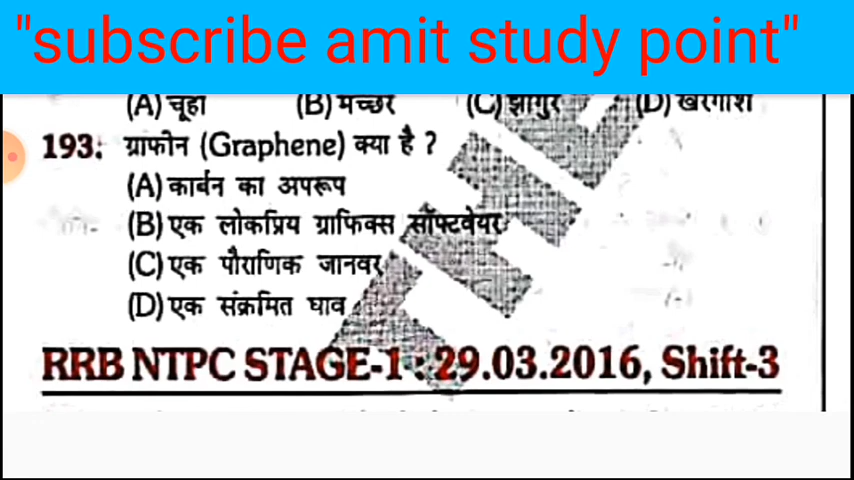 "subscribe amit study point"
(A) चूहा (B) मच्छर (C) झींगुर (D) खरगोश
193. ग्राफीन (Graphene) क्या है ?
(A) कार्बन का अपरूप
(B) एक लोकप्रिय ग्राफिक्स सॉफ्टवेयर
(C) एक पौराणिक जानवर
(D) एक संक्रमित घाव
RRB NTPC STAGE-1 : 29.03.2016, Shift-3